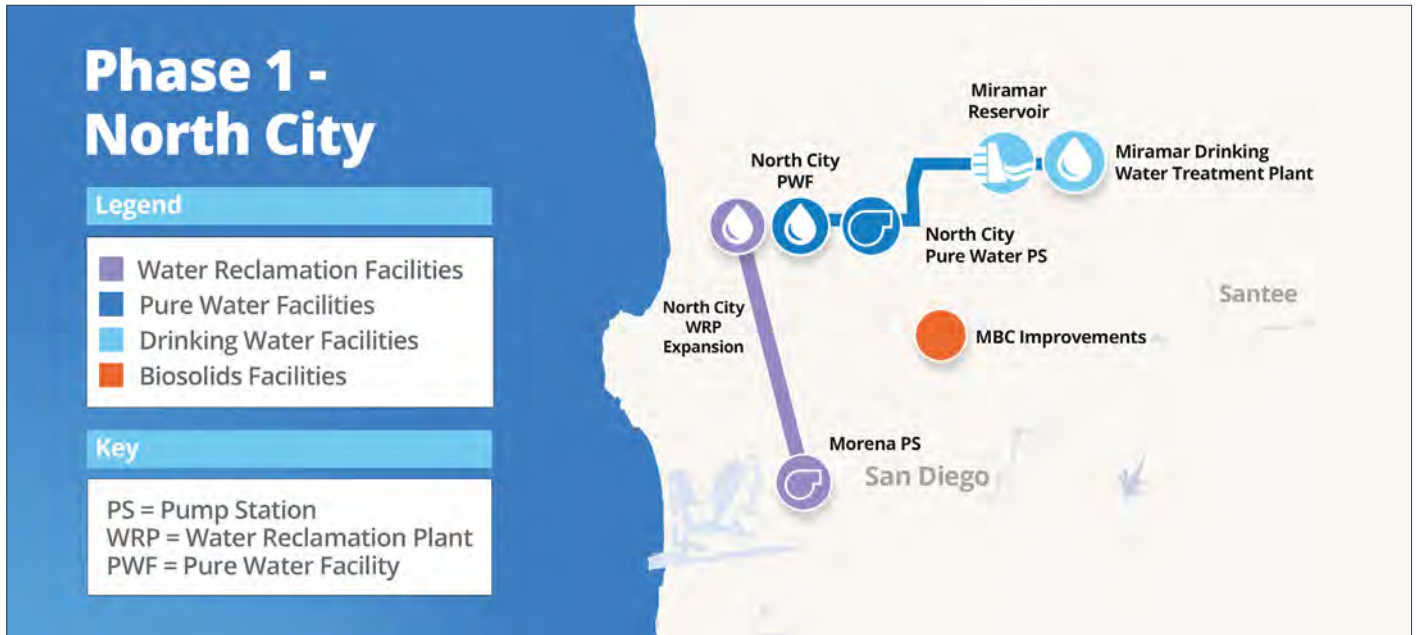 Phase 1 -
North City
Legend
Water Reclamation Facilities
Pure Water Facilities
Drinking Water Facilities
Biosolids Facilities
Key
PS = Pump Station
WRP = Water Reclamation Plant
PWF = Pure Water Facility
Miramar
Reservoir
Miramar Drinking
Water Treatment Plant
North City
PWF
North City
Pure Water PS
North City
WRP
Expansion
Santee
MBC Improvements
Morena PS
San Diego